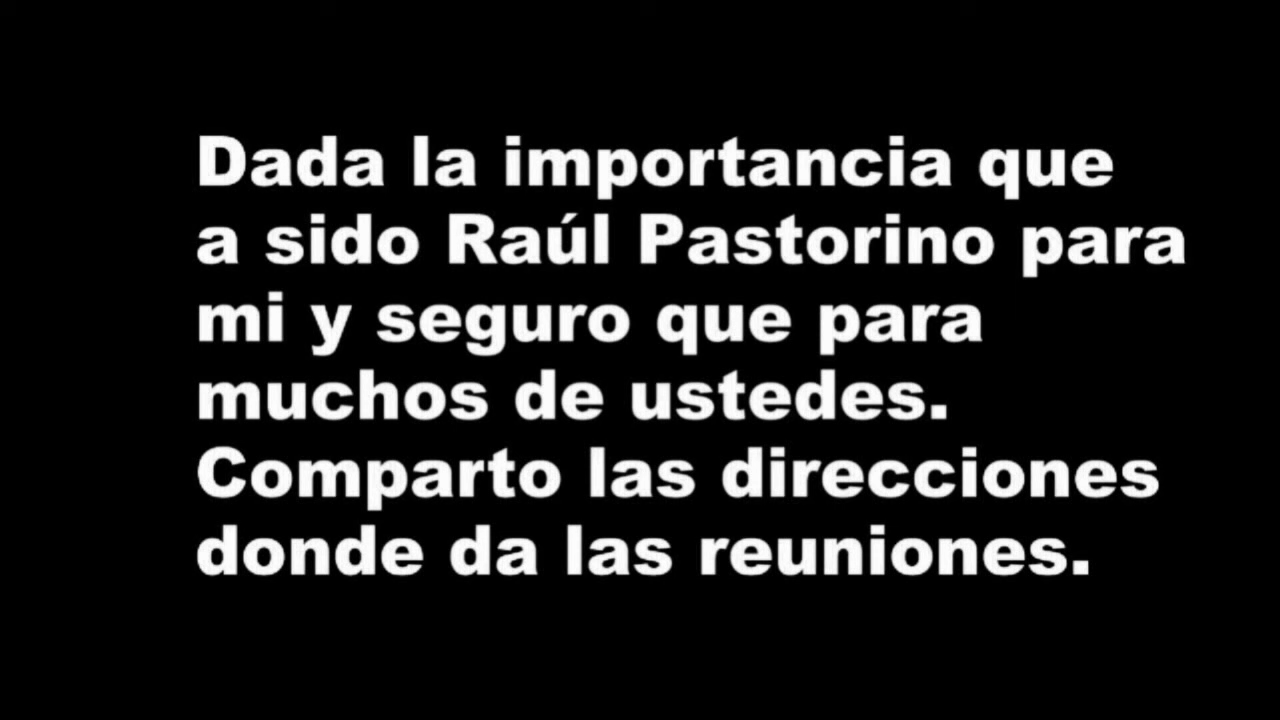 Dada la importancia que
a sido Raúl Pastorino para
mi y seguro que para
muchos de ustedes.
Comparto las direcciones
donde da las reuniones.